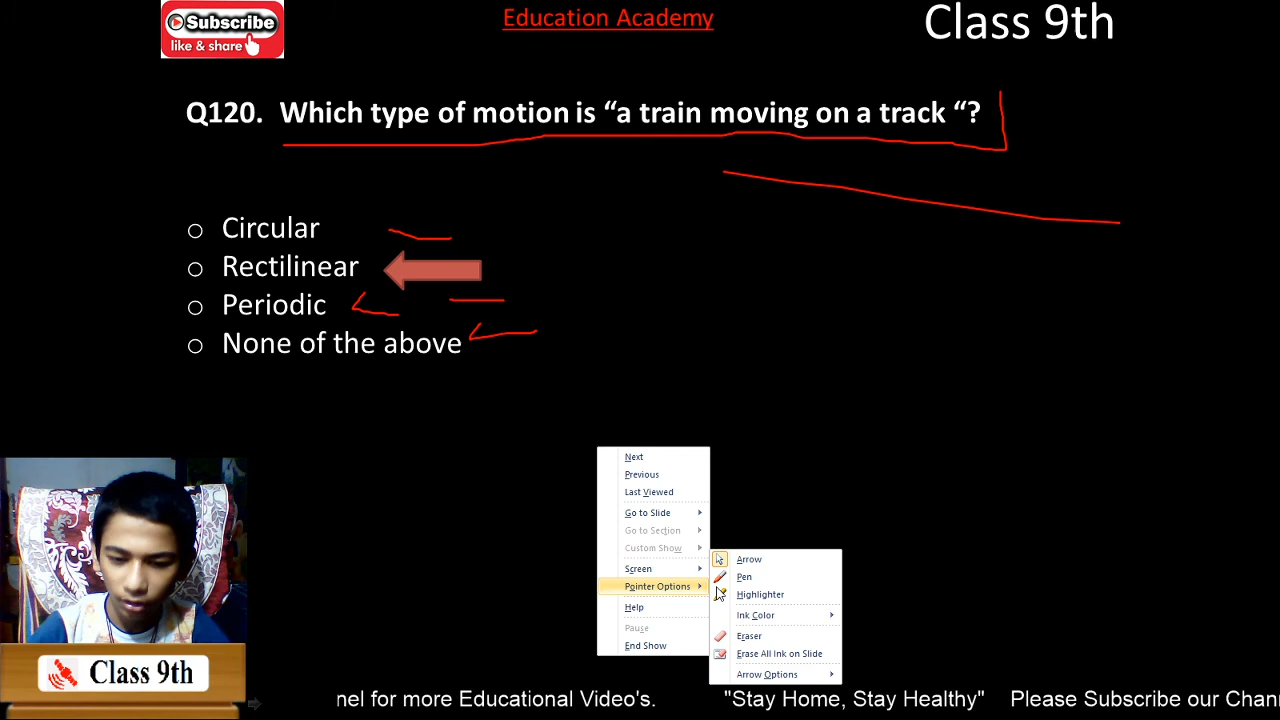 Subscribe
like & share
Education Academy
Class 9th
Q120. Which type of motion is “a train moving on a track “?
Circular
Rectilinear
Periodic
None of the above
Next
Previous
Last Viewed
Go to Slide
Go to Section
Custom Show
Screen
Pointer Options
Help
Pause
End Show
Arrow
Pen
Highlighter
Ink Color
Eraser
Erase All Ink on Slide
Arrow Options
Class 9th
nel for more Educational Video's. "Stay Home, Stay Healthy" Please Subscribe our Chan